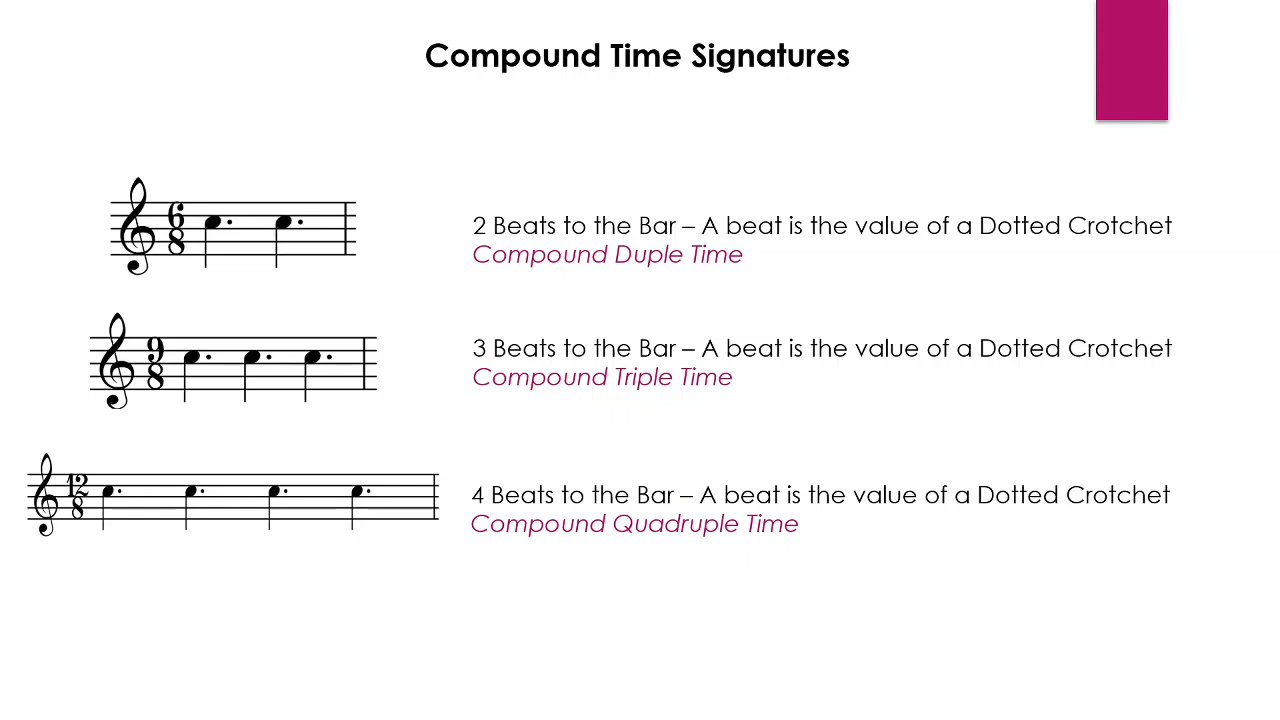 Compound Time Signatures
6
8
2 Beats to the Bar – A beat is the value of a Dotted Crotchet
Compound Duple Time
9
8
3 Beats to the Bar – A beat is the value of a Dotted Crotchet
Compound Triple Time
12
8
4 Beats to the Bar – A beat is the value of a Dotted Crotchet
Compound Quadruple Time